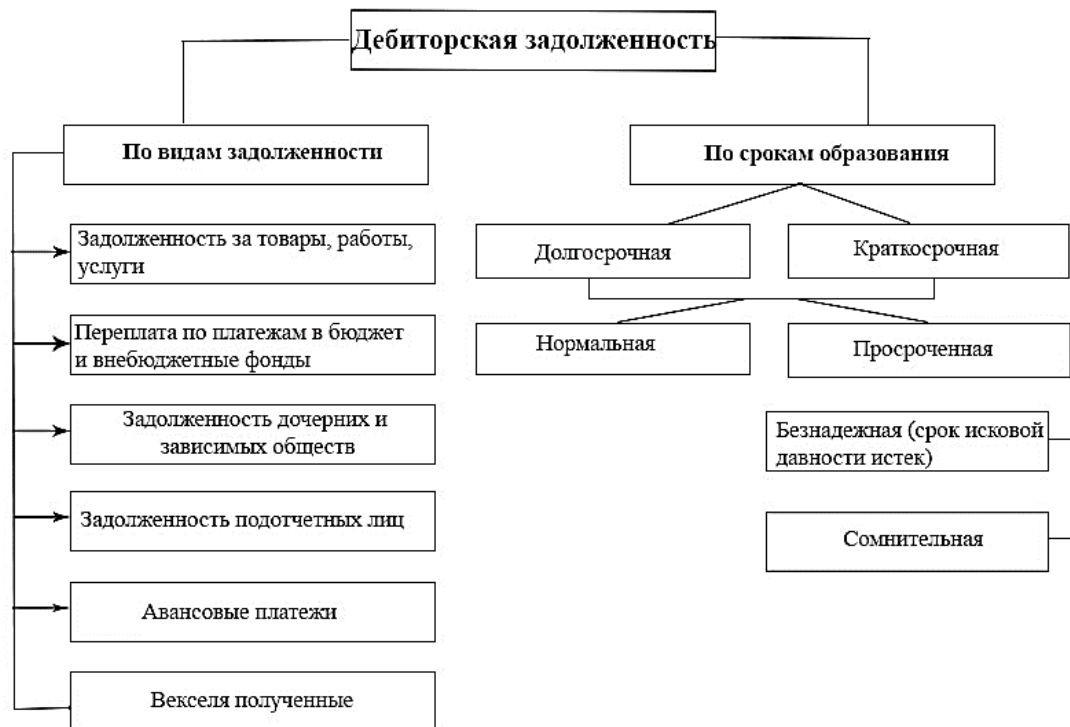 Дебиторская задолженность
По видам задолженности
Задолженность за товары, работы,
услуги
Переплата по платежам в бюджет
и внебюджетные фонды
Задолженность дочерних и
зависимых обществ
Задолженность подотчетных лиц
Авансовые платежи
Векселя полученные
По срокам образования
Долгосрочная
Краткосрочная
Нормальная
Просроченная
Безнадежная (срок исковой
давности истек)
Сомнительная